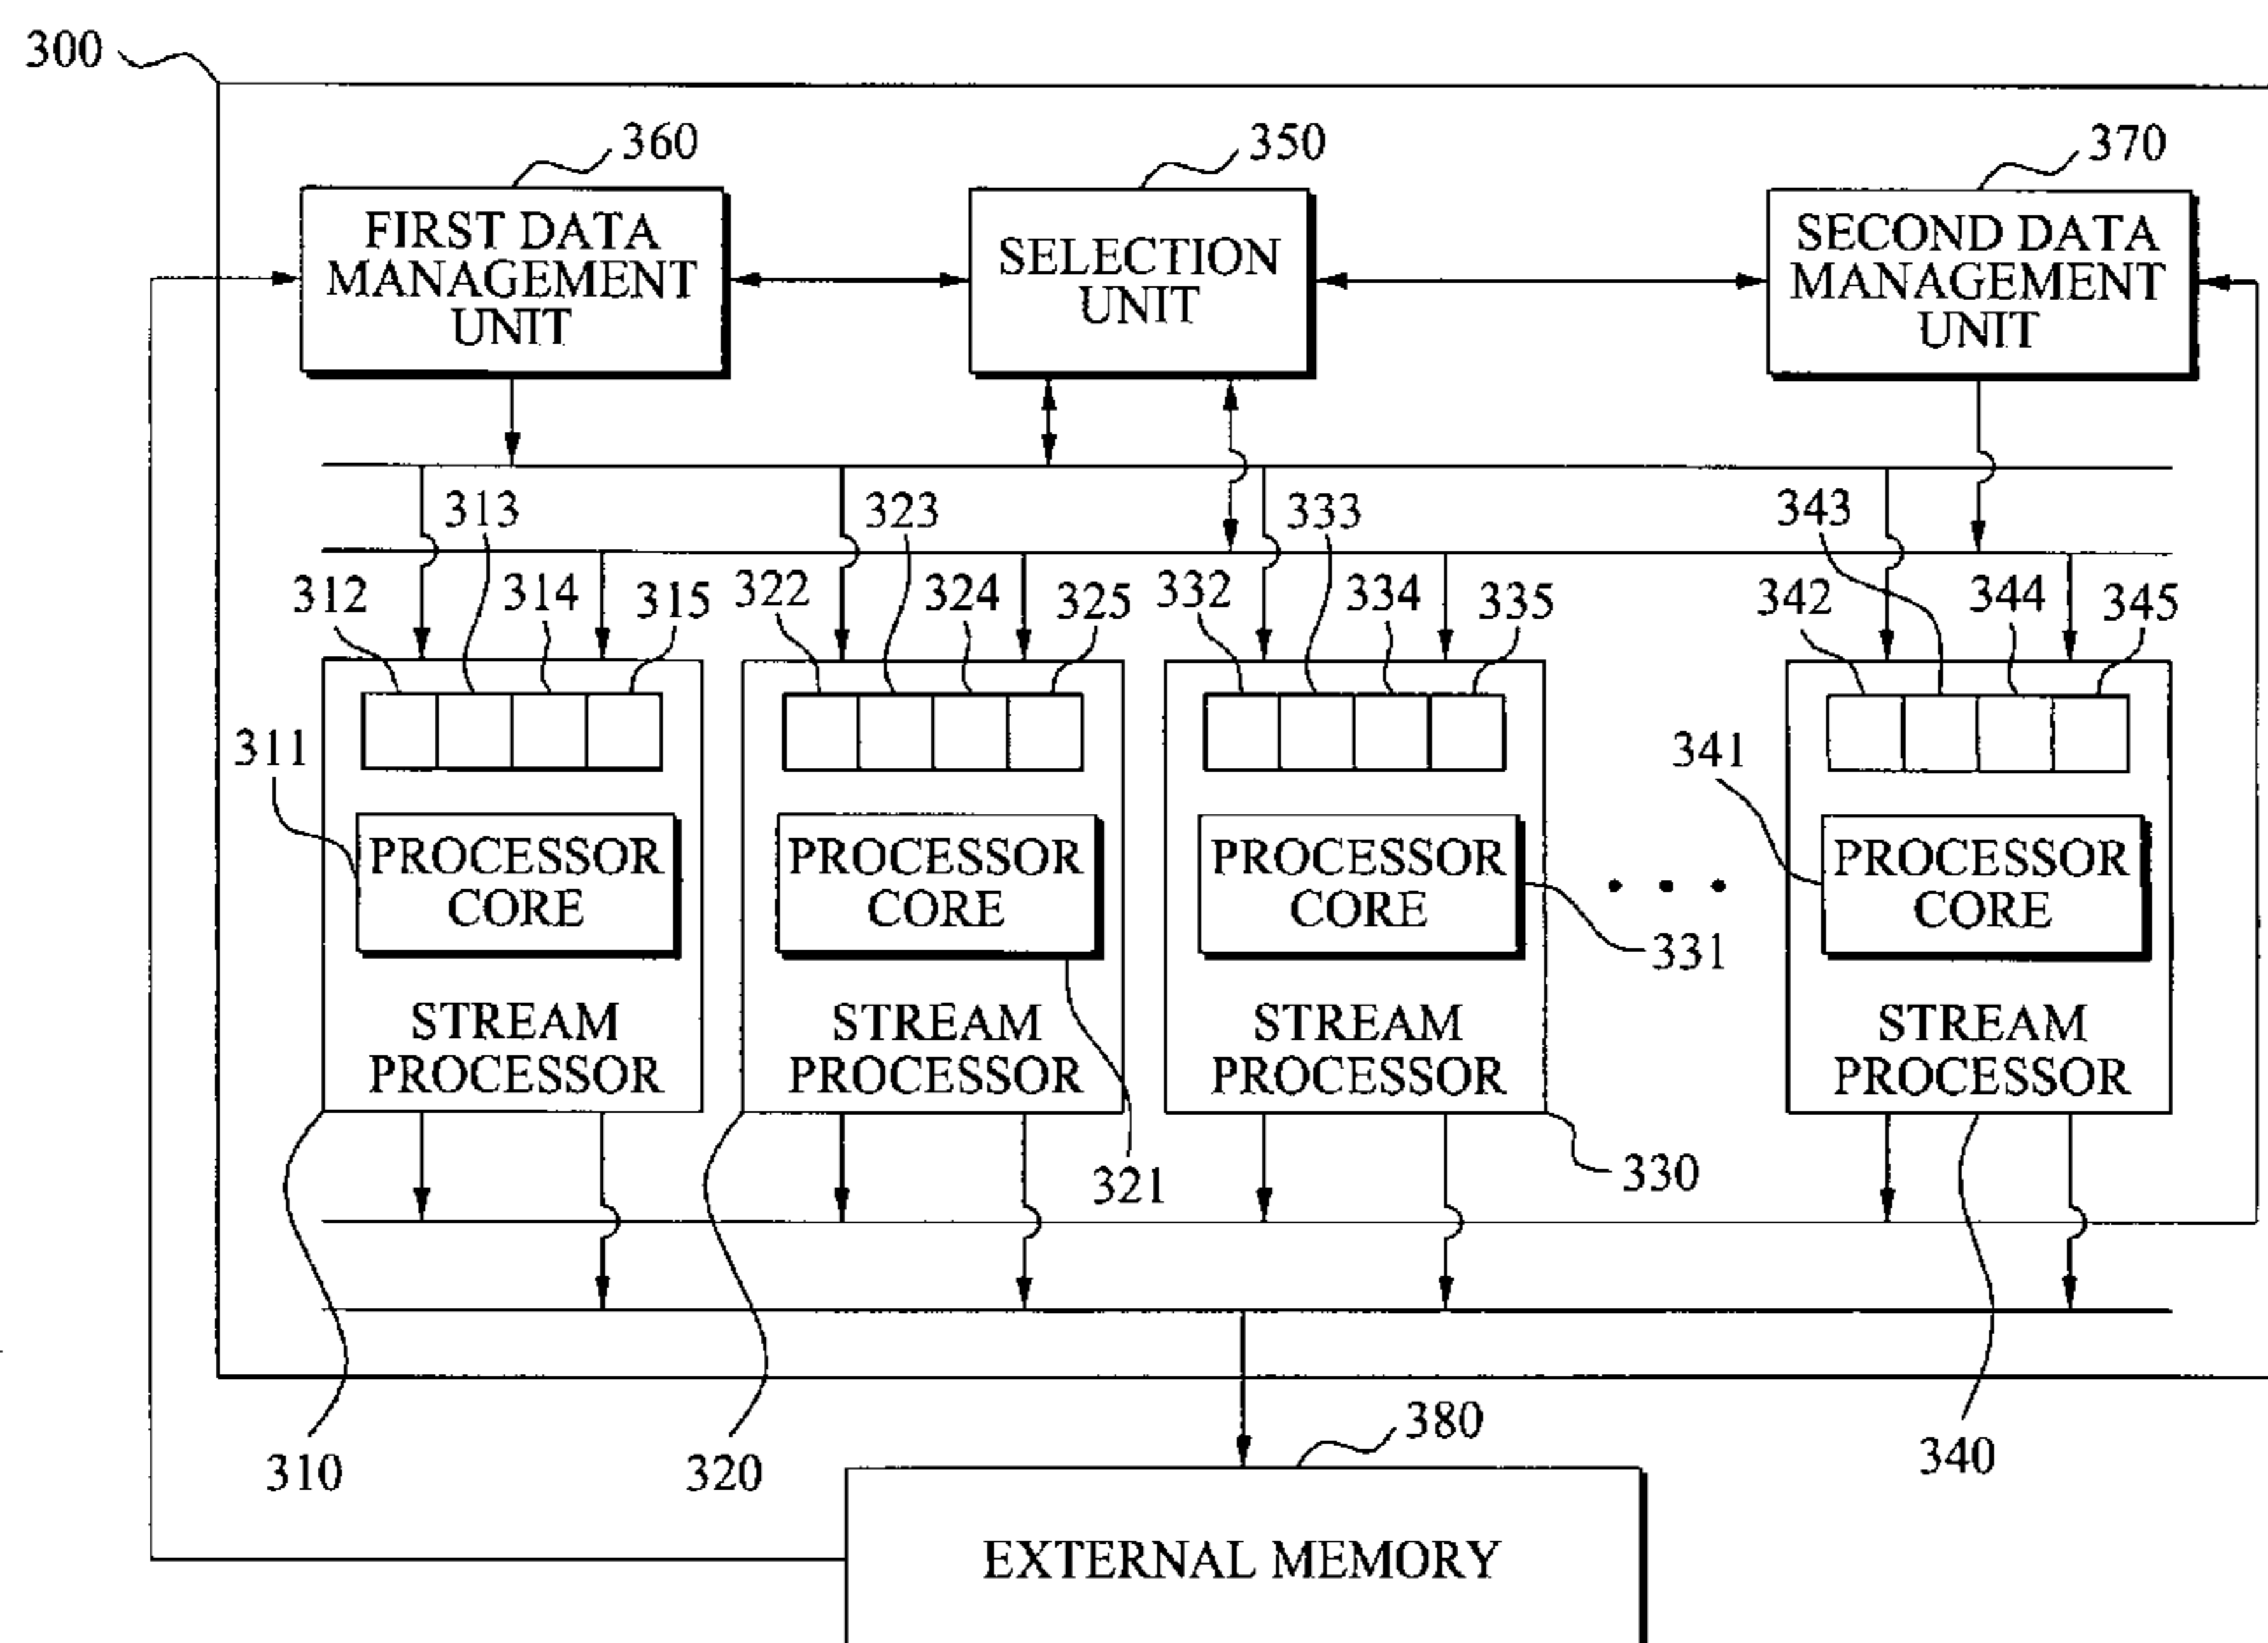 300
360
350
370
FIRST DATA
MANAGEMENT
UNIT
SELECTION
UNIT
SECOND DATA
MANAGEMENT
UNIT
313
323
333
343
312
314
315
322
324
325
332
334
335
342
344
345
311
341
PROCESSOR
CORE
PROCESSOR
CORE
PROCESSOR
CORE
PROCESSOR
CORE
331
STREAM
PROCESSOR
STREAM
PROCESSOR
STREAM
PROCESSOR
STREAM
PROCESSOR
321
330
310
320
380
340
EXTERNAL MEMORY